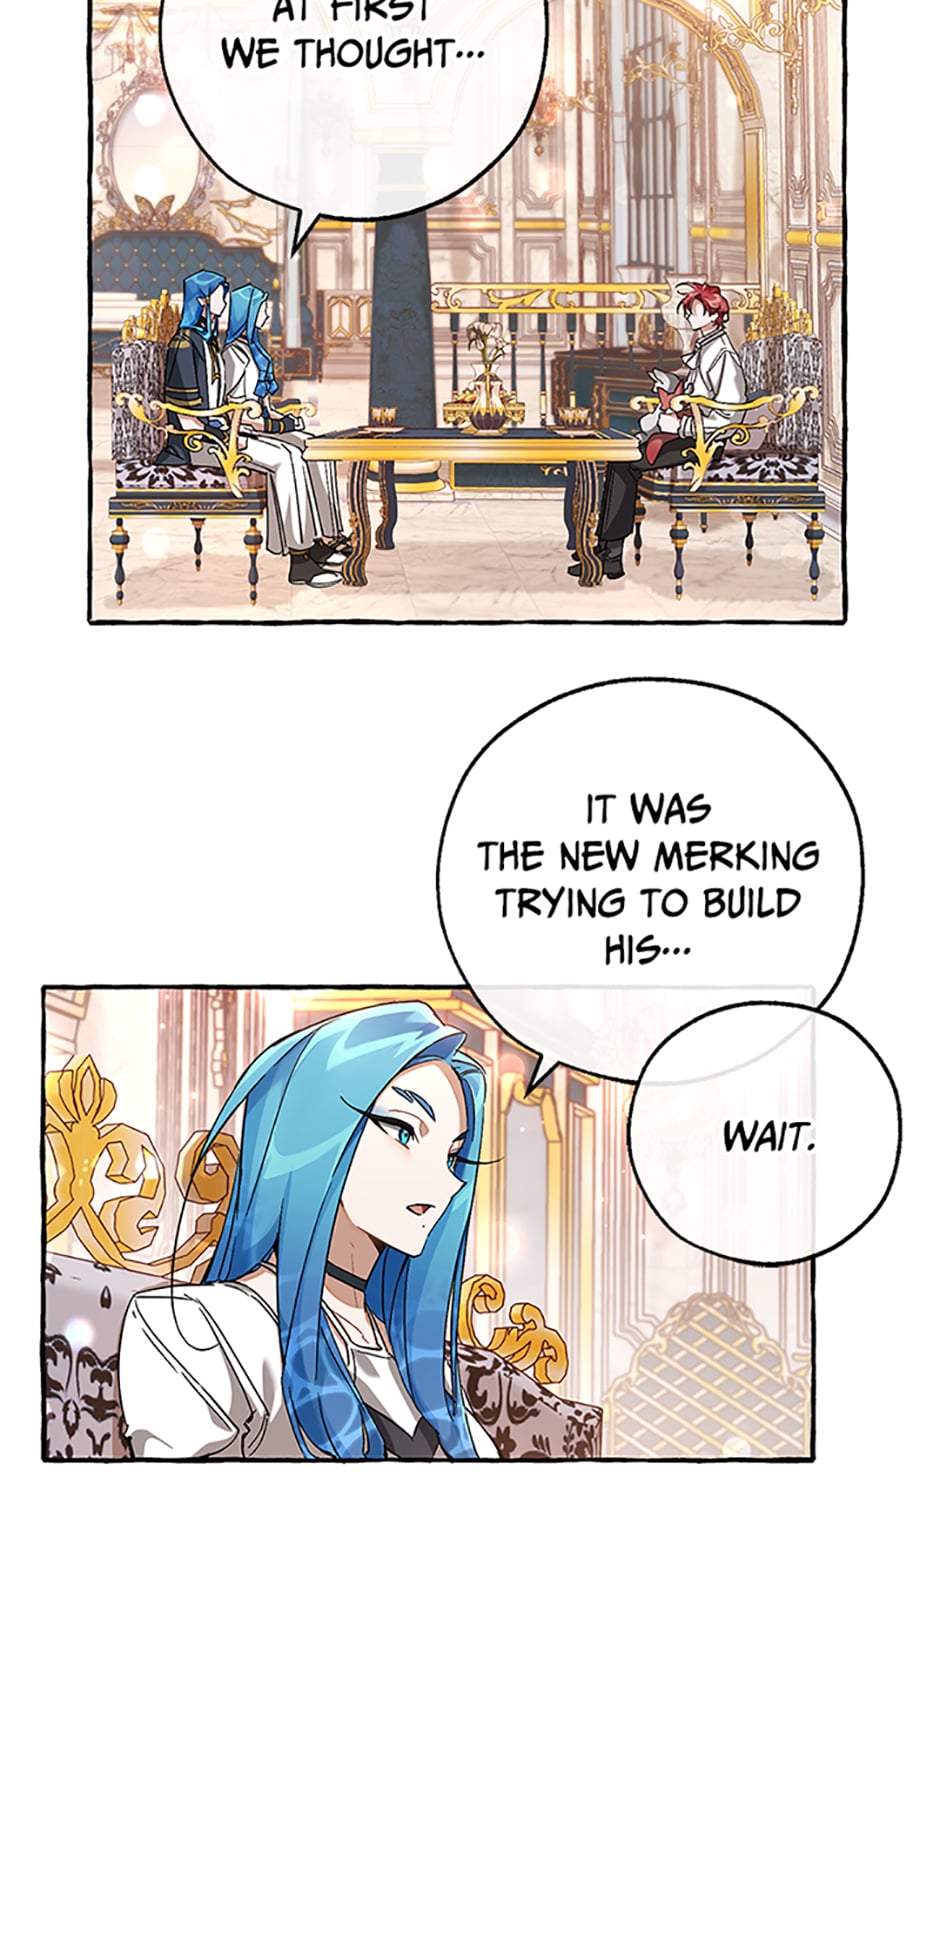 AT FIRST
WE THOUGHT...
IT WAS
THE NEW MERKING
TRYING TO BUILD
HIS...
WAIT.